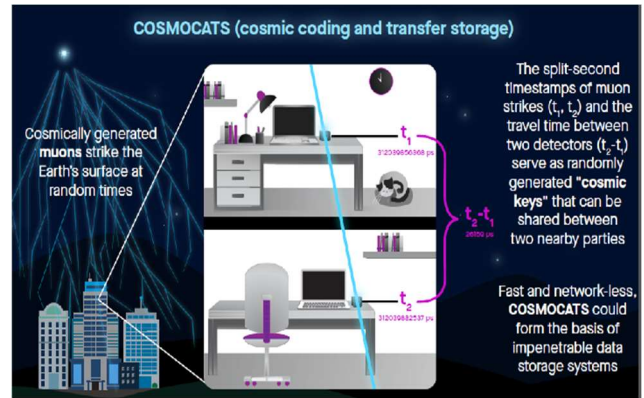 COSMOCATS (cosmic coding and transfer storage)
Cosmically generated
muons strike the
Earth's surface at
random times
t₁
t₂-t₁
t₂
312039882537 ps
The split-second
timestamps of muon
strikes (t₁, t₂) and the
travel time between
two detectors (t₂-t₁)
serve as randomly
generated "cosmic
keys" that can be
shared between
two nearby parties
Fast and network-less,
COSMOCATS could
form the basis of
impenetrable data
storage systems